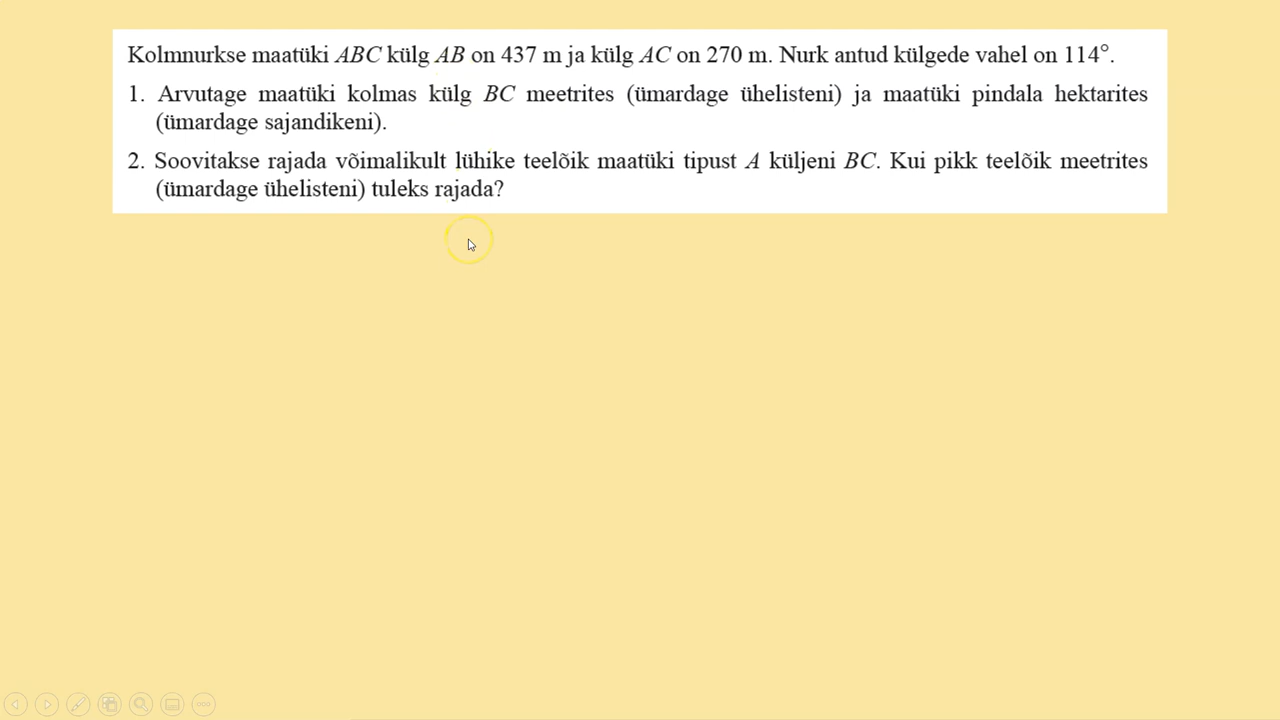 Kolmnurkse maatüki ABC külg AB on 437 m ja külg AC on 270 m. Nurk antud külgede vahel on 114°.
1. Arvutage maatüki kolmas külg BC meetrites (ümardage ühelisteni) ja maatüki pindala hektarites
(ümardage sajandikeni).
2. Soovitakse rajada võimalikult lühike teelõik maatüki tipust A küljeni BC. Kui pikk teelõik meetrites
(ümardage ühelisteni) tuleks rajada?